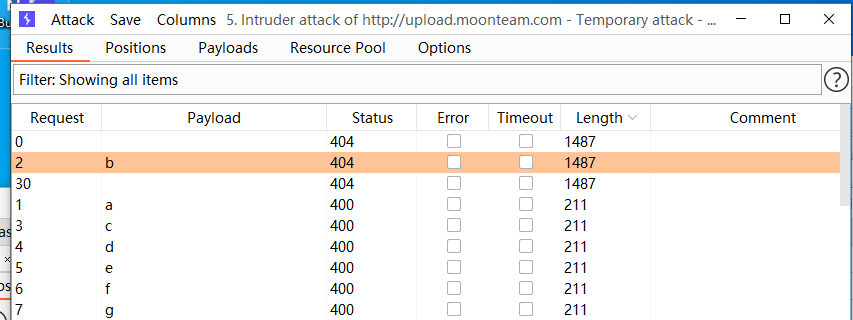 Attack Save Columns 5. Intruder attack of http://upload.moonteam.com - Temporary attack - ...
Results Positions Payloads Resource Pool Options
Filter: Showing all items
Request Payload Status Error Timeout Length Comment
0 404 1487
2 b 404 1487
30 404 1487
1 a 400 211
3 c 400 211
4 d 400 211
5 e 400 211
6 f 400 211
7 g 400 211